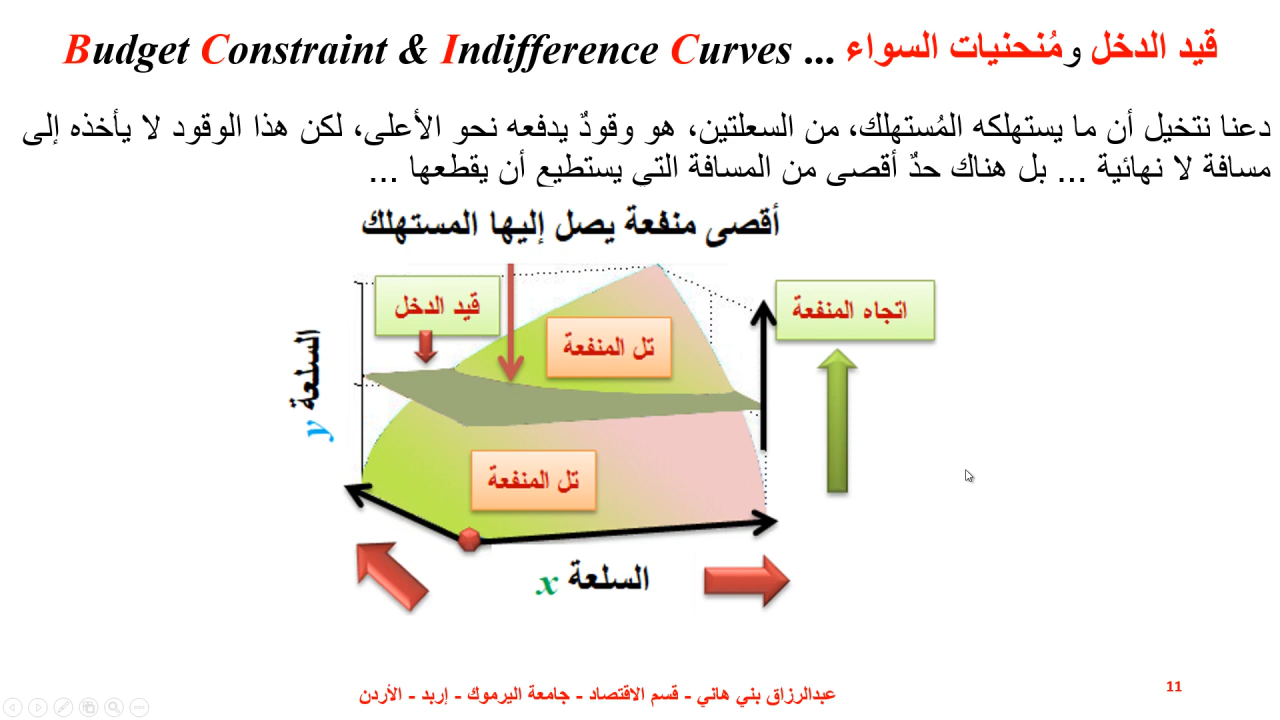 قيد الدخل ومُنحنيات السواء ... Budget Constraint & Indifference Curves
دعنا نتخيل أن ما يستهلكه المُستهلك، من السعلتين، هو وقودٌ يدفعه نحو الأعلى، لكن هذا الوقود لا يأخذه إلى
مسافة لا نهائية ... بل هناك حدٌ أقصى من المسافة التي يستطيع أن يقطعها ...
أقصى منفعة يصل إليها المستهلك
قيد الدخل
اتجاه المنفعة
تل المنفعة
السلعة y
تل المنفعة
السلعة x
عبدالرزاق بني هاني - قسم الاقتصاد - جامعة اليرموك - إربد - الأردن
11